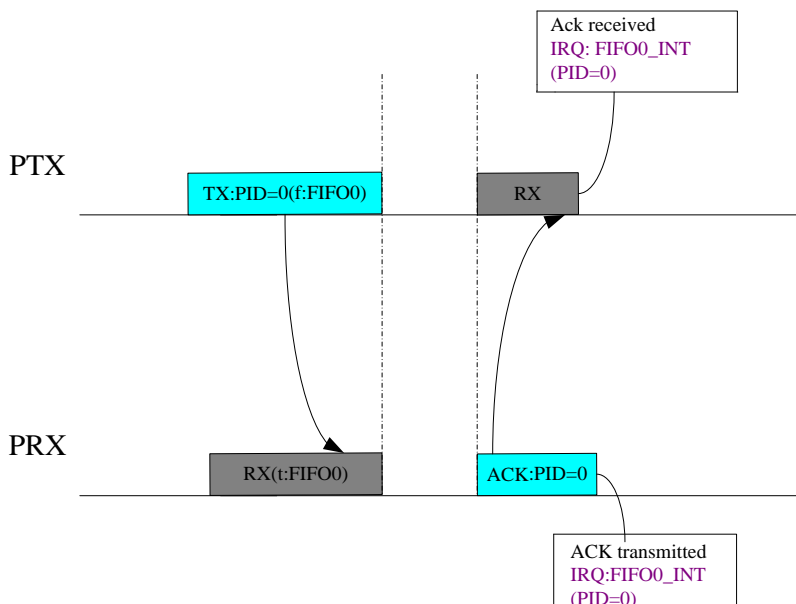 Ack received
IRQ: FIFO0_INT
(PID=0)
PTX
TX:PID=0(f:FIFO0)
RX
PRX
RX(t:FIFO0)
ACK:PID=0
ACK transmitted
IRQ:FIFO0_INT
(PID=0)